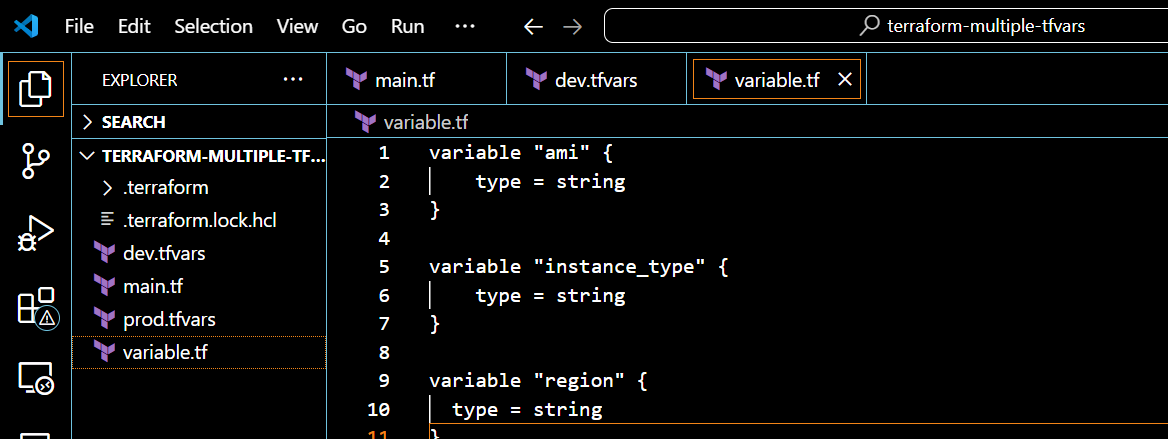 File Edit Selection View Go Run ···
terraform-multiple-tfvars
EXPLORER ···
SEARCH
TERRAFORM-MULTIPLE-TF...
.terraform
.terraform.lock.hcl
dev.tfvars
main.tf
prod.tfvars
variable.tf
main.tf
dev.tfvars
variable.tf
variable.tf
1 variable "ami" {
2     type = string
3 }
4
5 variable "instance_type" {
6     type = string
7 }
8
9 variable "region" {
10   type = string
11 }